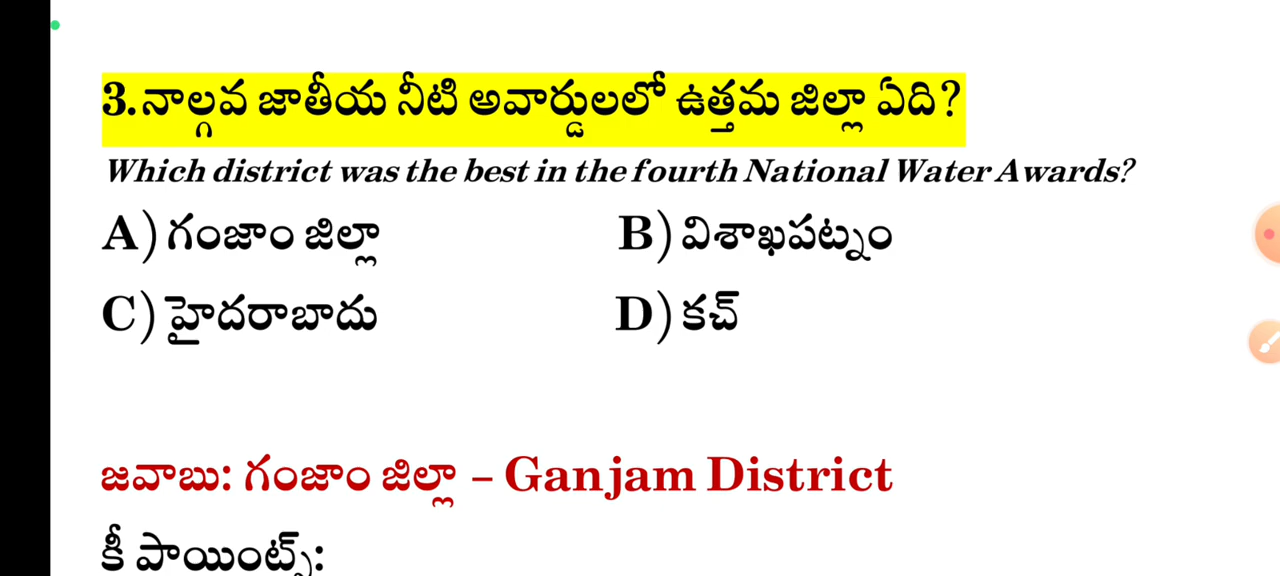 3.నాల్గవ జాతీయ నీటి అవార్డులలో ఉత్తమ జిల్లా ఏది?
Which district was the best in the fourth National Water Awards?
A) గంజాం జిల్లా B) విశాఖపట్నం
C) హైదరాబాదు D) కచ్
జవాబు: గంజాం జిల్లా – Ganjam District
కీ పాయింట్స్: